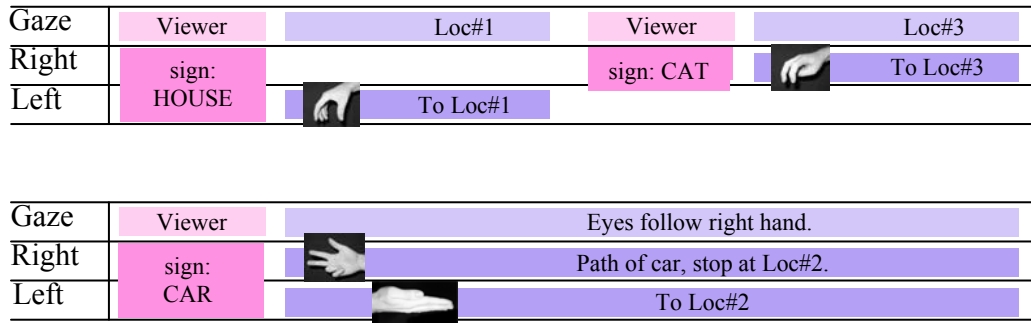 Gaze Viewer Loc#1 Viewer Loc#3
Right sign: HOUSE sign: CAT To Loc#3
Left To Loc#1
Gaze Viewer Eyes follow right hand.
Right sign: CAR Path of car, stop at Loc#2.
Left To Loc#2